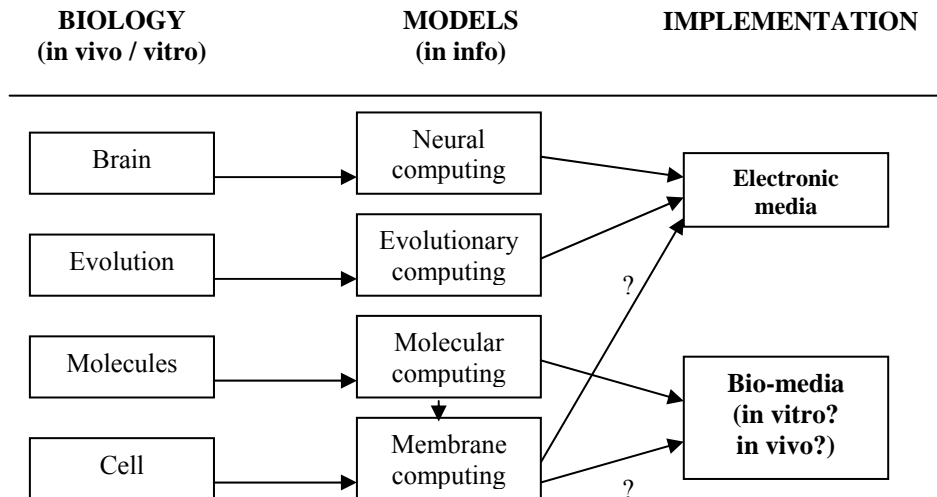 BIOLOGY
(in vivo / vitro)
MODELS
(in info)
IMPLEMENTATION
Brain
Neural
computing
Electronic
media
Evolution
Evolutionary
computing
?
Molecules
Molecular
computing
Bio-media
(in vitro?
in vivo?)
Cell
Membrane
computing
?